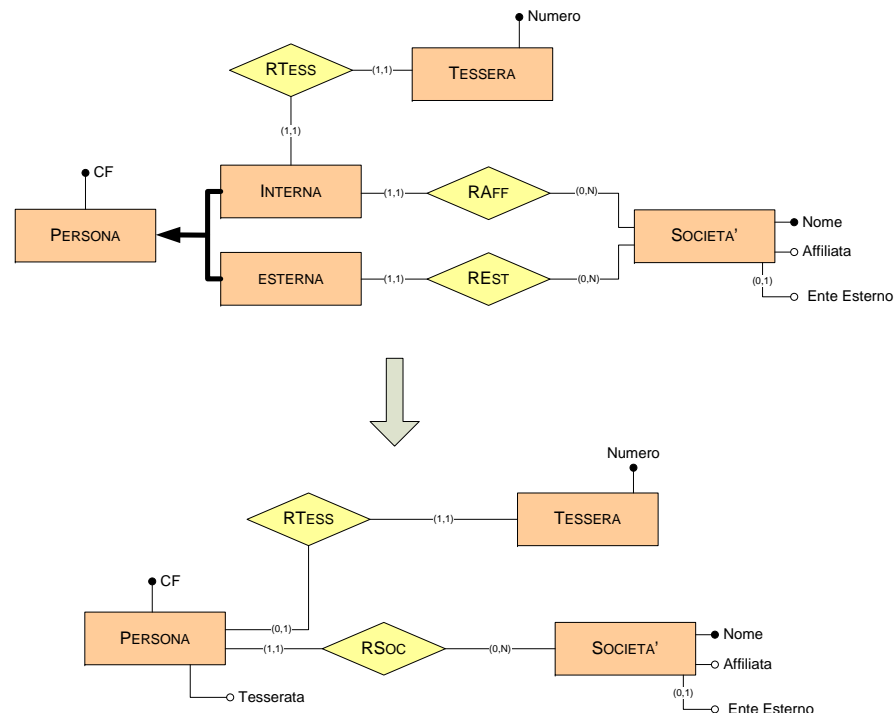 Numero
RTESS
(1,1)
TESSERA
(1,1)
CF
INTERNA
(1,1)
RAFF
(0,N)
PERSONA
SOCIETA'
Nome
Affiliata
ESTERNA
(1,1)
REST
(0,N)
(0,1)
Ente Esterno
Numero
RTESS
(1,1)
TESSERA
CF
PERSONA
(0,1)
(1,1)
RSOC
(0,N)
SOCIETA'
Nome
Affiliata
Tesserata
(0,1)
Ente Esterno